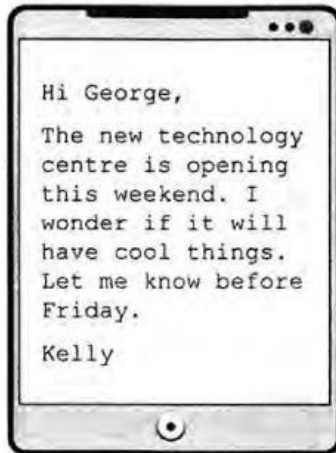 Hi George,
The new technology
centre is opening
this weekend. I
wonder if it will
have cool things.
Let me know before
Friday.
Kelly